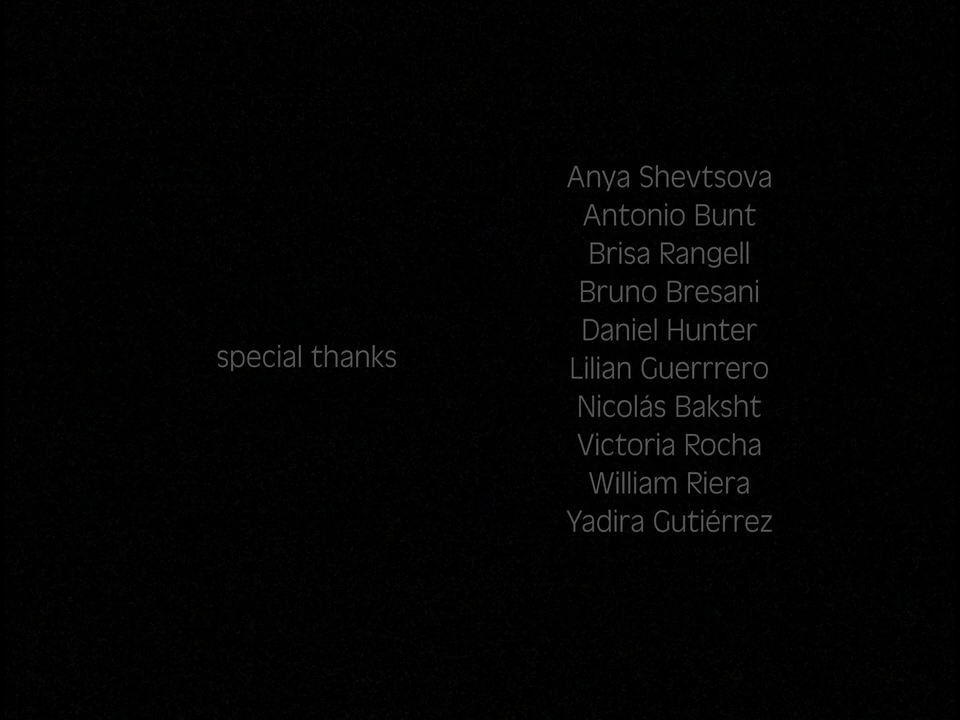 special thanks
Anya Shevtsova
Antonio Bunt
Brisa Rangell
Bruno Bresani
Daniel Hunter
Lilian Guerrrero
Nicolás Baksht
Victoria Rocha
William Riera
Yadira Gutiérrez